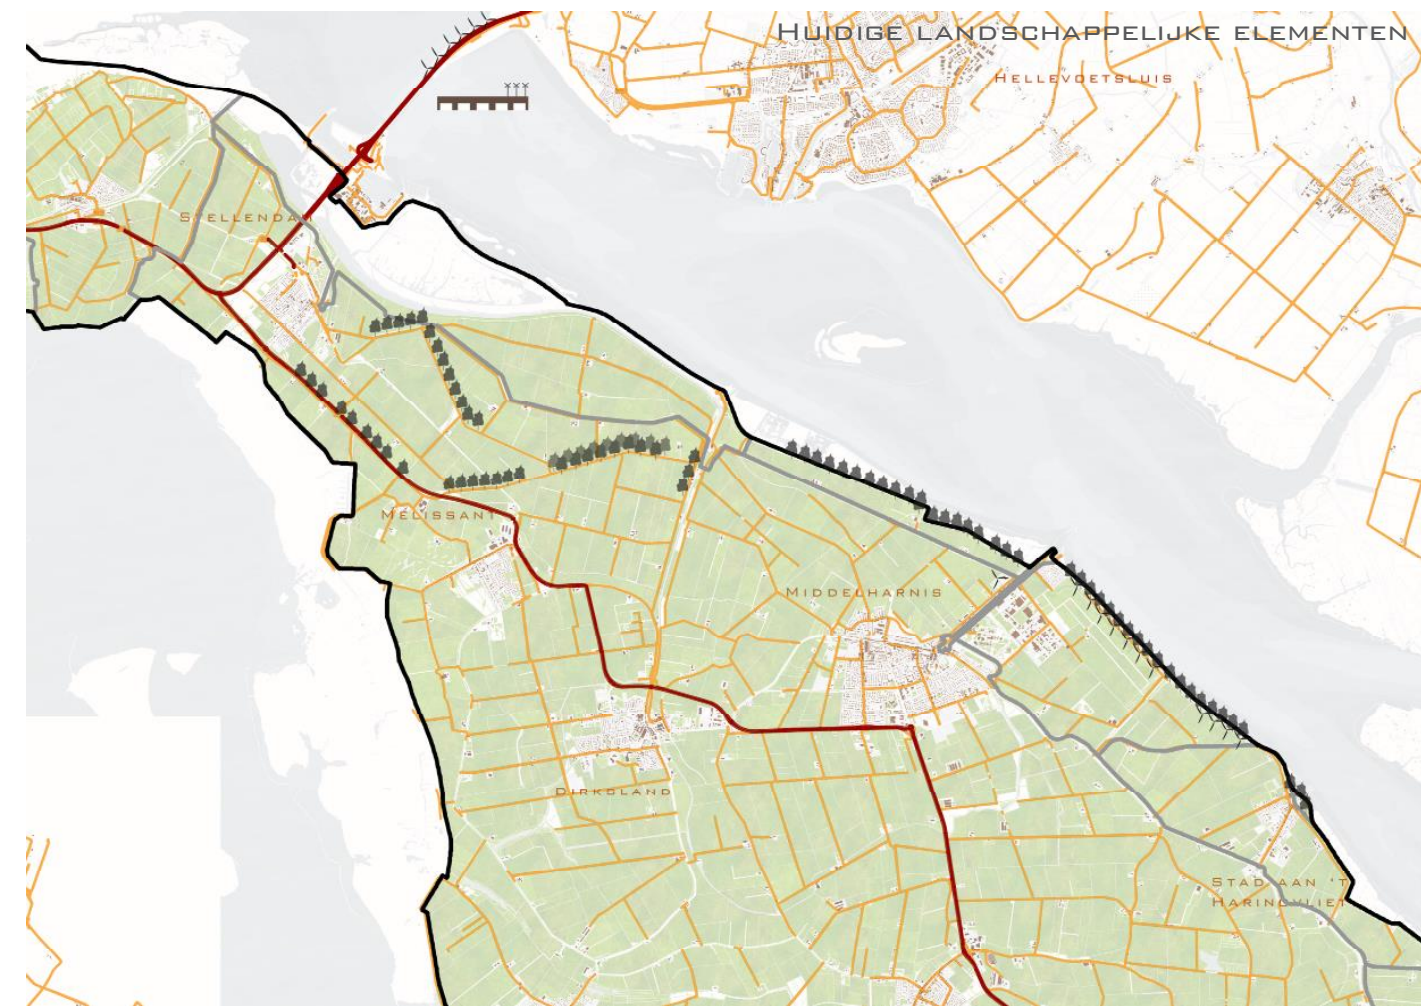 HUIDIGE LANDSCHAPPELIJKE ELEMENTEN
HELLEVOETSLUIS
STELLENDAM
MELISSANT
MIDDELHARNIS
DIRKSLAND
STAD AAN 'T
HARINGVLIET